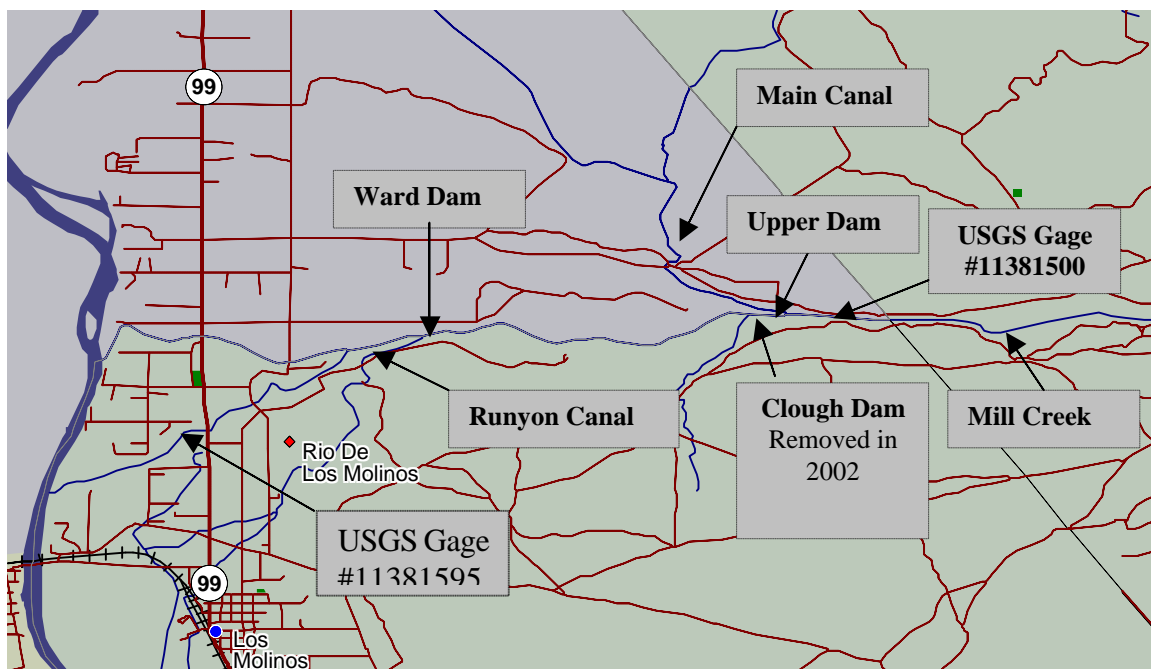 99
Main Canal
Ward Dam
Upper Dam
USGS Gage
#11381500
Runyon Canal
Clough Dam
Removed in
2002
Mill Creek
Rio De
Los Molinos
USGS Gage
#11381595
99
Los
Molinos